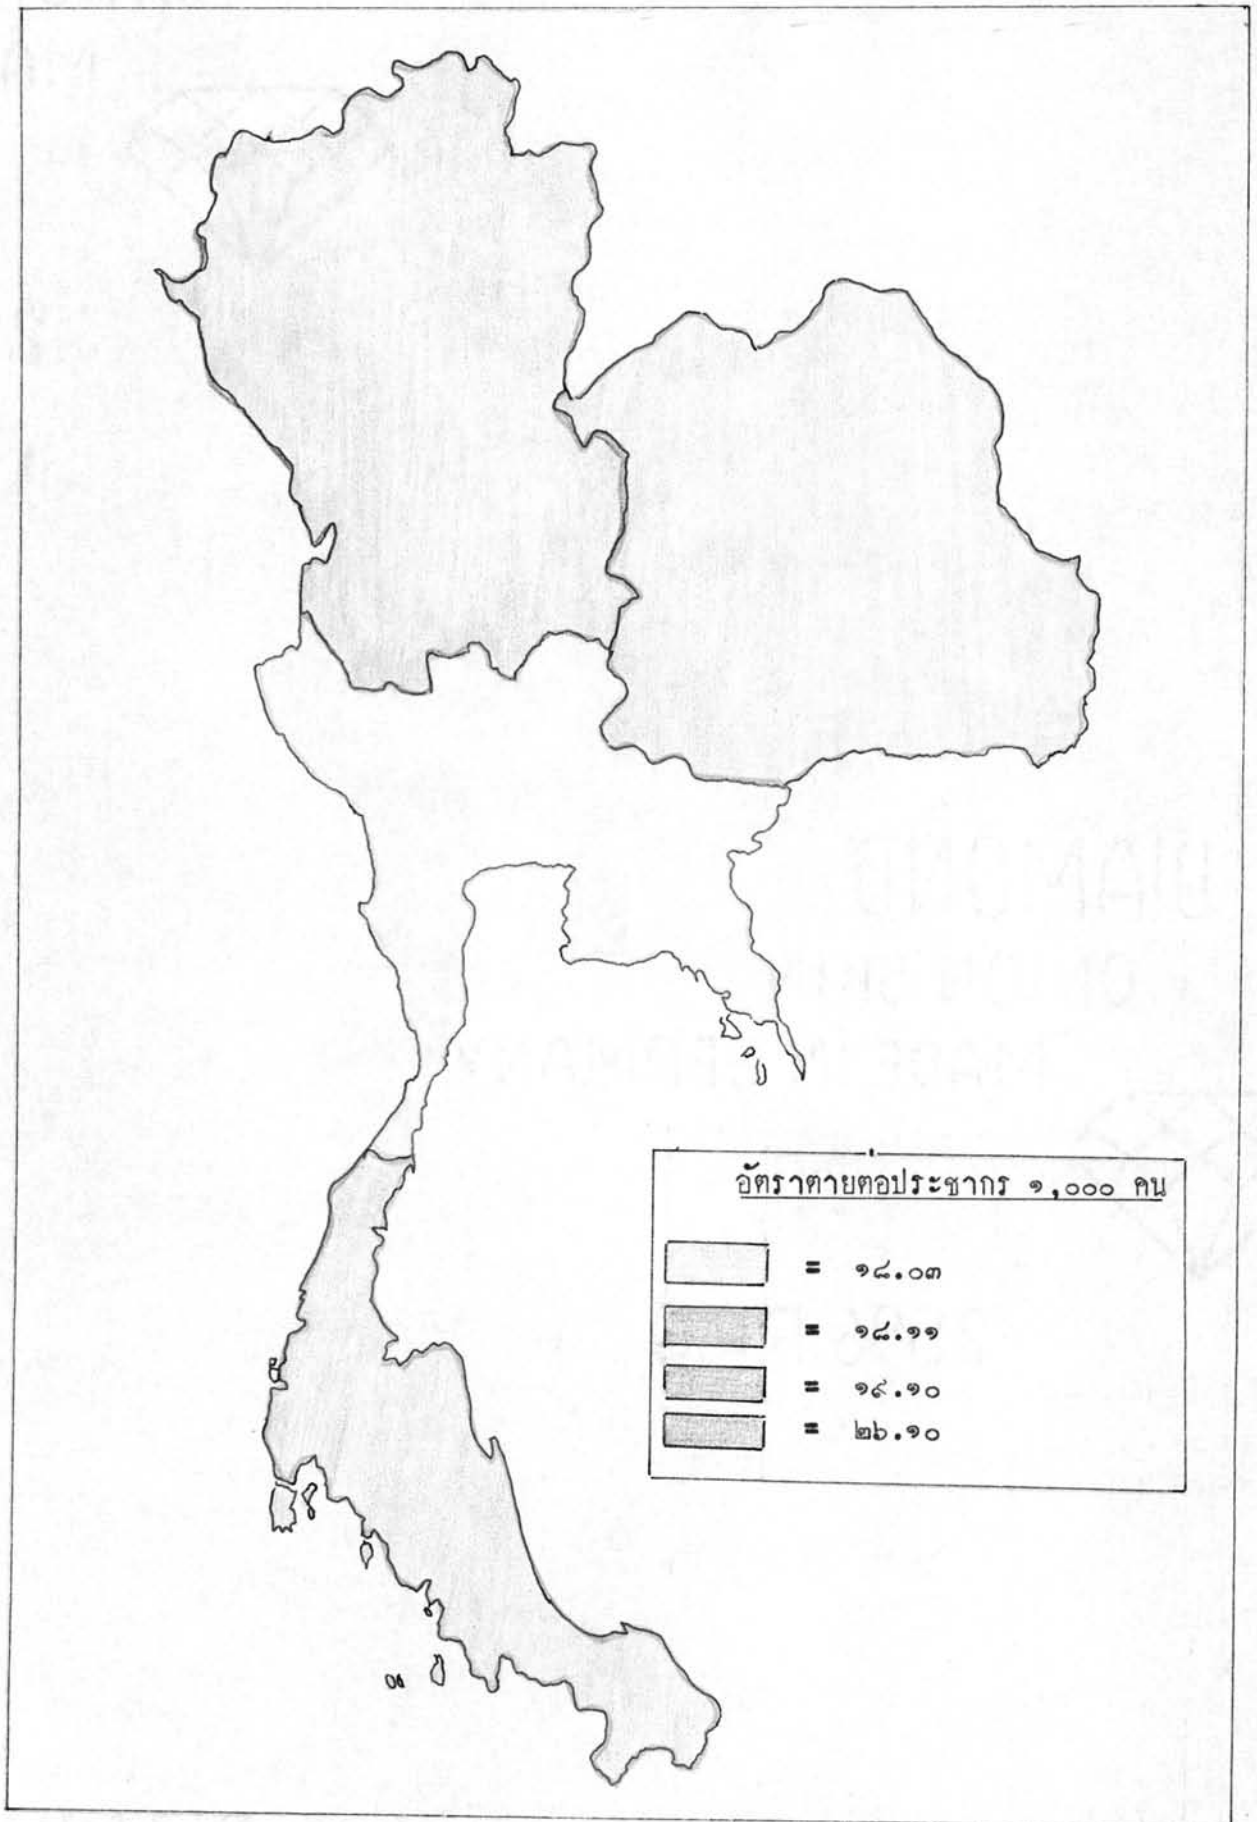 อัตราตายต่อประชากร ๑,๐๐๐ คน
= ๑๘.๐๓
= ๑๘.๑๑
= ๑๙.๑๐
= ๒๖.๑๐